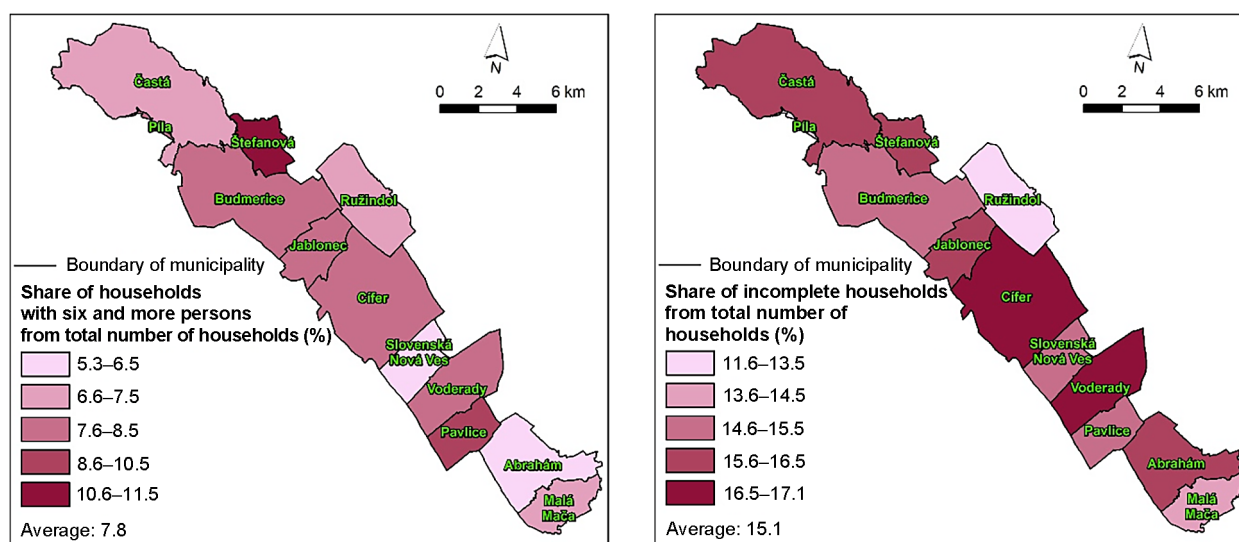 N
0 2 4 6 km
Častá
Píla
Štefanová
Budmerice
Ružindol
Jablonec
Cífer
Slovenská
Nová Ves
Voderady
Pavlice
Abrahám
Malá
Mača
Boundary of municipality
Share of households
with six and more persons
from total number of households (%)
5.3–6.5
6.6–7.5
7.6–8.5
8.6–10.5
10.6–11.5
Average: 7.8
N
0 2 4 6 km
Častá
Píla
Štefanová
Budmerice
Ružindol
Jablonec
Cífer
Slovenská
Nová Ves
Voderady
Pavlice
Abrahám
Malá
Mača
Boundary of municipality
Share of incomplete households
from total number of
households (%)
11.6–13.5
13.6–14.5
14.6–15.5
15.6–16.5
16.5–17.1
Average: 15.1